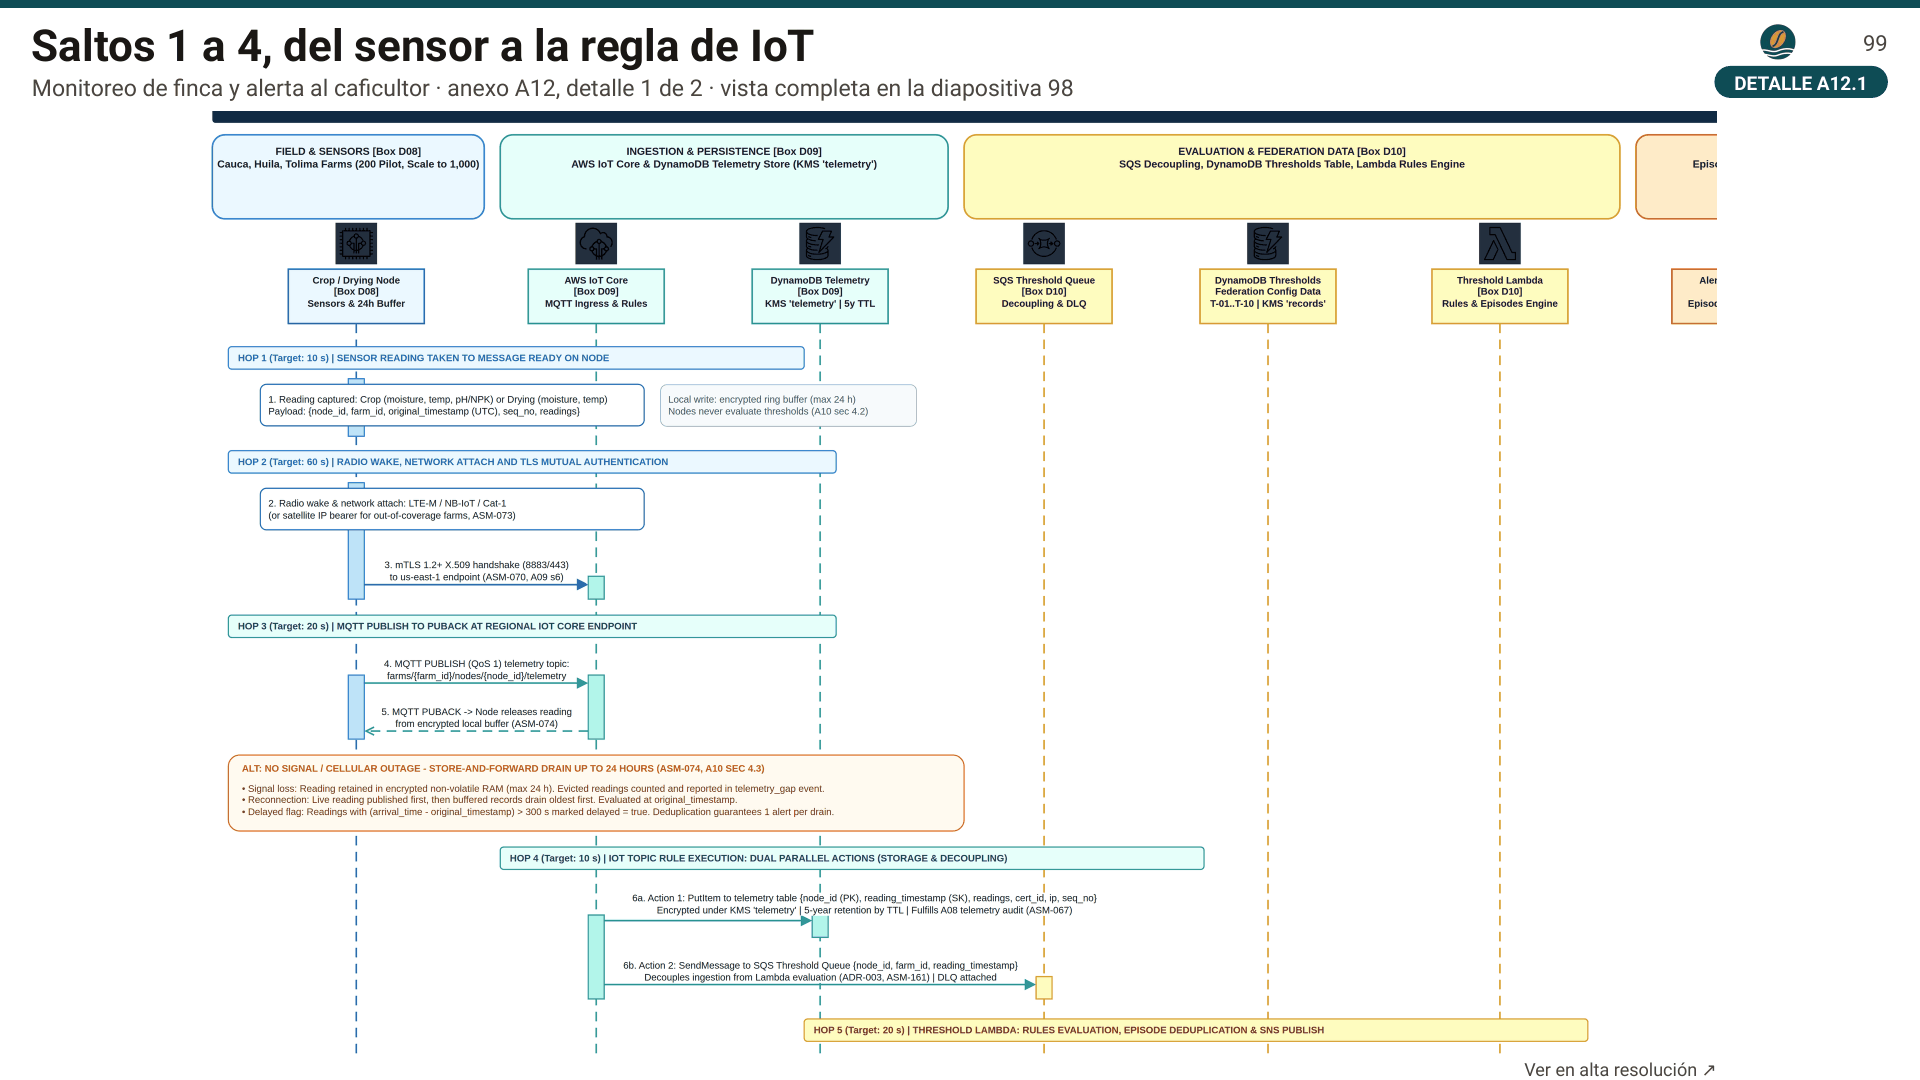 Saltos 1 a 4, del sensor a la regla de IoT
99
Monitoreo de finca y alerta al caficultor · anexo A12, detalle 1 de 2 · vista completa en la diapositiva 98
DETALLE A12.1
FIELD & SENSORS [Box D08]
Cauca, Huila, Tolima Farms (200 Pilot, Scale to 1,000)
INGESTION & PERSISTENCE [Box D09]
AWS IoT Core & DynamoDB Telemetry Store (KMS 'telemetry')
EVALUATION & FEDERATION DATA [Box D10]
SQS Decoupling, DynamoDB Thresholds Table, Lambda Rules Engine
Episo
Crop / Drying Node
[Box D08]
Sensors & 24h Buffer
AWS IoT Core
[Box D09]
MQTT Ingress & Rules
DynamoDB Telemetry
[Box D09]
KMS 'telemetry' | 5y TTL
SQS Threshold Queue
[Box D10]
Decoupling & DLQ
DynamoDB Thresholds
Federation Config Data
T-01..T-10 | KMS 'records'
Threshold Lambda
[Box D10]
Rules & Episodes Engine
Aler
Episod
HOP 1 (Target: 10 s) | SENSOR READING TAKEN TO MESSAGE READY ON NODE
1. Reading captured: Crop (moisture, temp, pH/NPK) or Drying (moisture, temp)
Payload: {node_id, farm_id, original_timestamp (UTC), seq_no, readings}
Local write: encrypted ring buffer (max 24 h)
Nodes never evaluate thresholds (A10 sec 4.2)
HOP 2 (Target: 60 s) | RADIO WAKE, NETWORK ATTACH AND TLS MUTUAL AUTHENTICATION
2. Radio wake & network attach: LTE-M / NB-IoT / Cat-1
(or satellite IP bearer for out-of-coverage farms, ASM-073)
3. mTLS 1.2+ X.509 handshake (8883/443)
to us-east-1 endpoint (ASM-070, A09 s6)
HOP 3 (Target: 20 s) | MQTT PUBLISH TO PUBACK AT REGIONAL IOT CORE ENDPOINT
4. MQTT PUBLISH (QoS 1) telemetry topic:
farms/{farm_id}/nodes/{node_id}/telemetry
5. MQTT PUBACK -> Node releases reading
from encrypted local buffer (ASM-074)
ALT: NO SIGNAL / CELLULAR OUTAGE - STORE-AND-FORWARD DRAIN UP TO 24 HOURS (ASM-074, A10 SEC 4.3)
• Signal loss: Reading retained in encrypted non-volatile RAM (max 24 h). Evicted readings counted and reported in telemetry_gap event.
• Reconnection: Live reading published first, then buffered records drain oldest first. Evaluated at original_timestamp.
• Delayed flag: Readings with (arrival_time - original_timestamp) > 300 s marked delayed = true. Deduplication guarantees 1 alert per drain.
HOP 4 (Target: 10 s) | IOT TOPIC RULE EXECUTION: DUAL PARALLEL ACTIONS (STORAGE & DECOUPLING)
6a. Action 1: PutItem to telemetry table {node_id (PK), reading_timestamp (SK), readings, cert_id, ip, seq_no}
Encrypted under KMS 'telemetry' | 5-year retention by TTL | Fulfills A08 telemetry audit (ASM-067)
6b. Action 2: SendMessage to SQS Threshold Queue {node_id, farm_id, reading_timestamp}
Decouples ingestion from Lambda evaluation (ADR-003, ASM-161) | DLQ attached
HOP 5 (Target: 20 s) | THRESHOLD LAMBDA: RULES EVALUATION, EPISODE DEDUPLICATION & SNS PUBLISH
Ver en alta resolución ↗